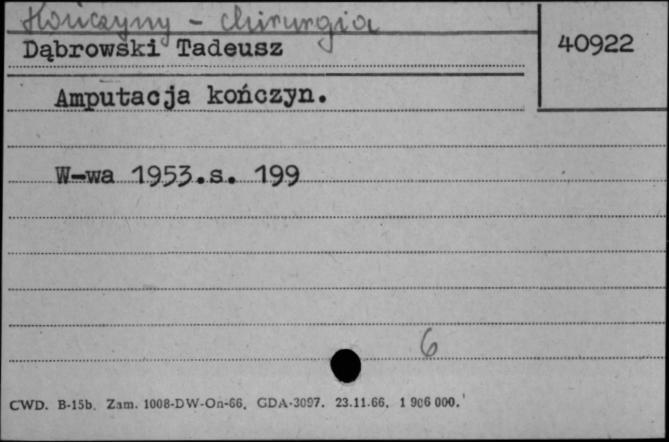 Kończyny - chirurgia
Dąbrowski Tadeusz
40922
Amputacja kończyn.
W-wa 1953.s. 199
6
CWD. B-15b. Zam. 1008-DW-On-66. GDA-3097. 23.11.66. 1 906 000.